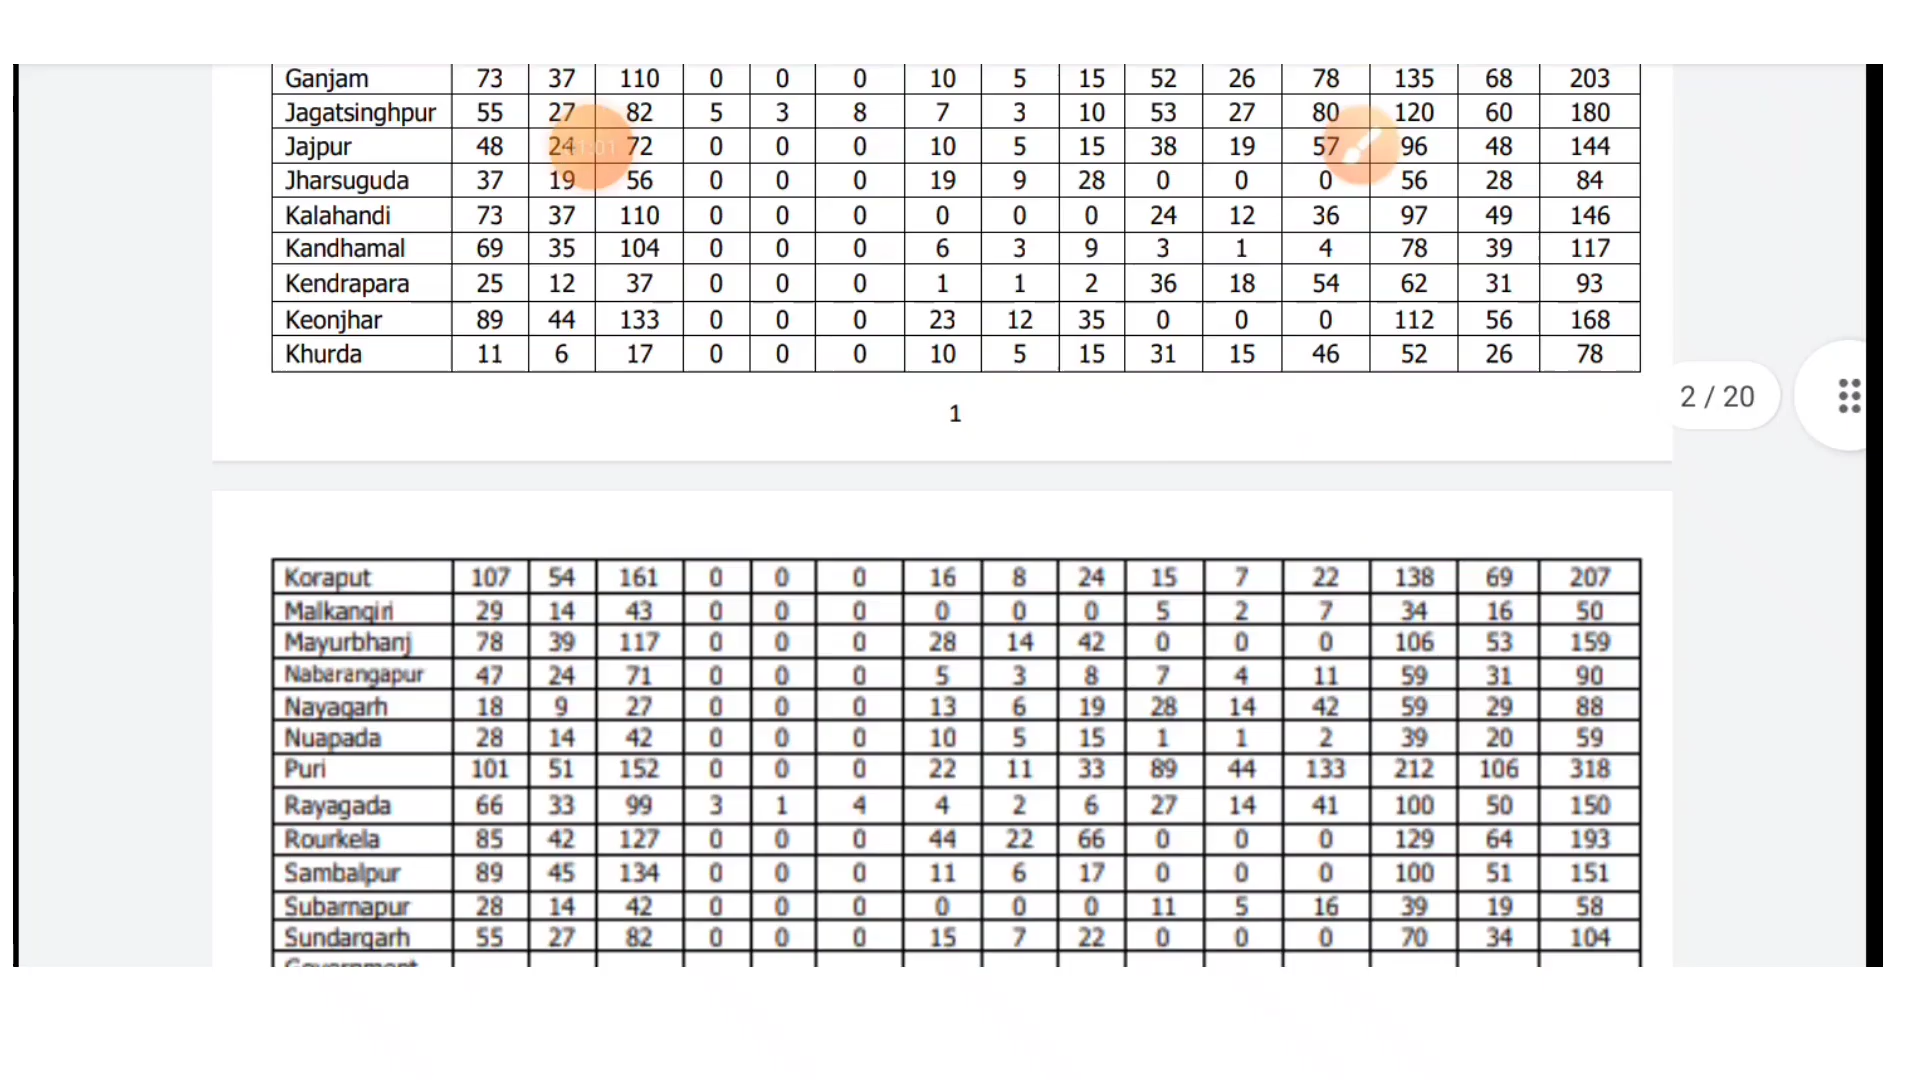 Ganjam 73 37 110 0 0 0 10 5 15 52 26 78 135 68 203
Jagatsinghpur 55 27 82 5 3 8 7 3 10 53 27 80 120 60 180
Jajpur 48 24 72 0 0 0 10 5 15 38 19 57 96 48 144
Jharsuguda 37 19 56 0 0 0 19 9 28 0 0 0 56 28 84
Kalahandi 73 37 110 0 0 0 0 0 0 24 12 36 97 49 146
Kandhamal 69 35 104 0 0 0 6 3 9 3 1 4 78 39 117
Kendrapara 25 12 37 0 0 0 1 1 2 36 18 54 62 31 93
Keonjhar 89 44 133 0 0 0 23 12 35 0 0 0 112 56 168
Khurda 11 6 17 0 0 0 10 5 15 31 15 46 52 26 78
2 / 20
1
Koraput 107 54 161 0 0 0 16 8 24 15 7 22 138 69 207
Malkangiri 29 14 43 0 0 0 0 0 0 5 2 7 34 16 50
Mayurbhanj 78 39 117 0 0 0 28 14 42 0 0 0 106 53 159
Nabarangapur 47 24 71 0 0 0 5 3 8 7 4 11 59 31 90
Nayagarh 18 9 27 0 0 0 13 6 19 28 14 42 59 29 88
Nuapada 28 14 42 0 0 0 10 5 15 1 1 2 39 20 59
Puri 101 51 152 0 0 0 22 11 33 89 44 133 212 106 318
Rayagada 66 33 99 3 1 4 4 2 6 27 14 41 100 50 150
Rourkela 85 42 127 0 0 0 44 22 66 0 0 0 129 64 193
Sambalpur 89 45 134 0 0 0 11 6 17 0 0 0 100 51 151
Subarnapur 28 14 42 0 0 0 0 0 0 11 5 16 39 19 58
Sundargarh 55 27 82 0 0 0 15 7 22 0 0 0 70 34 104